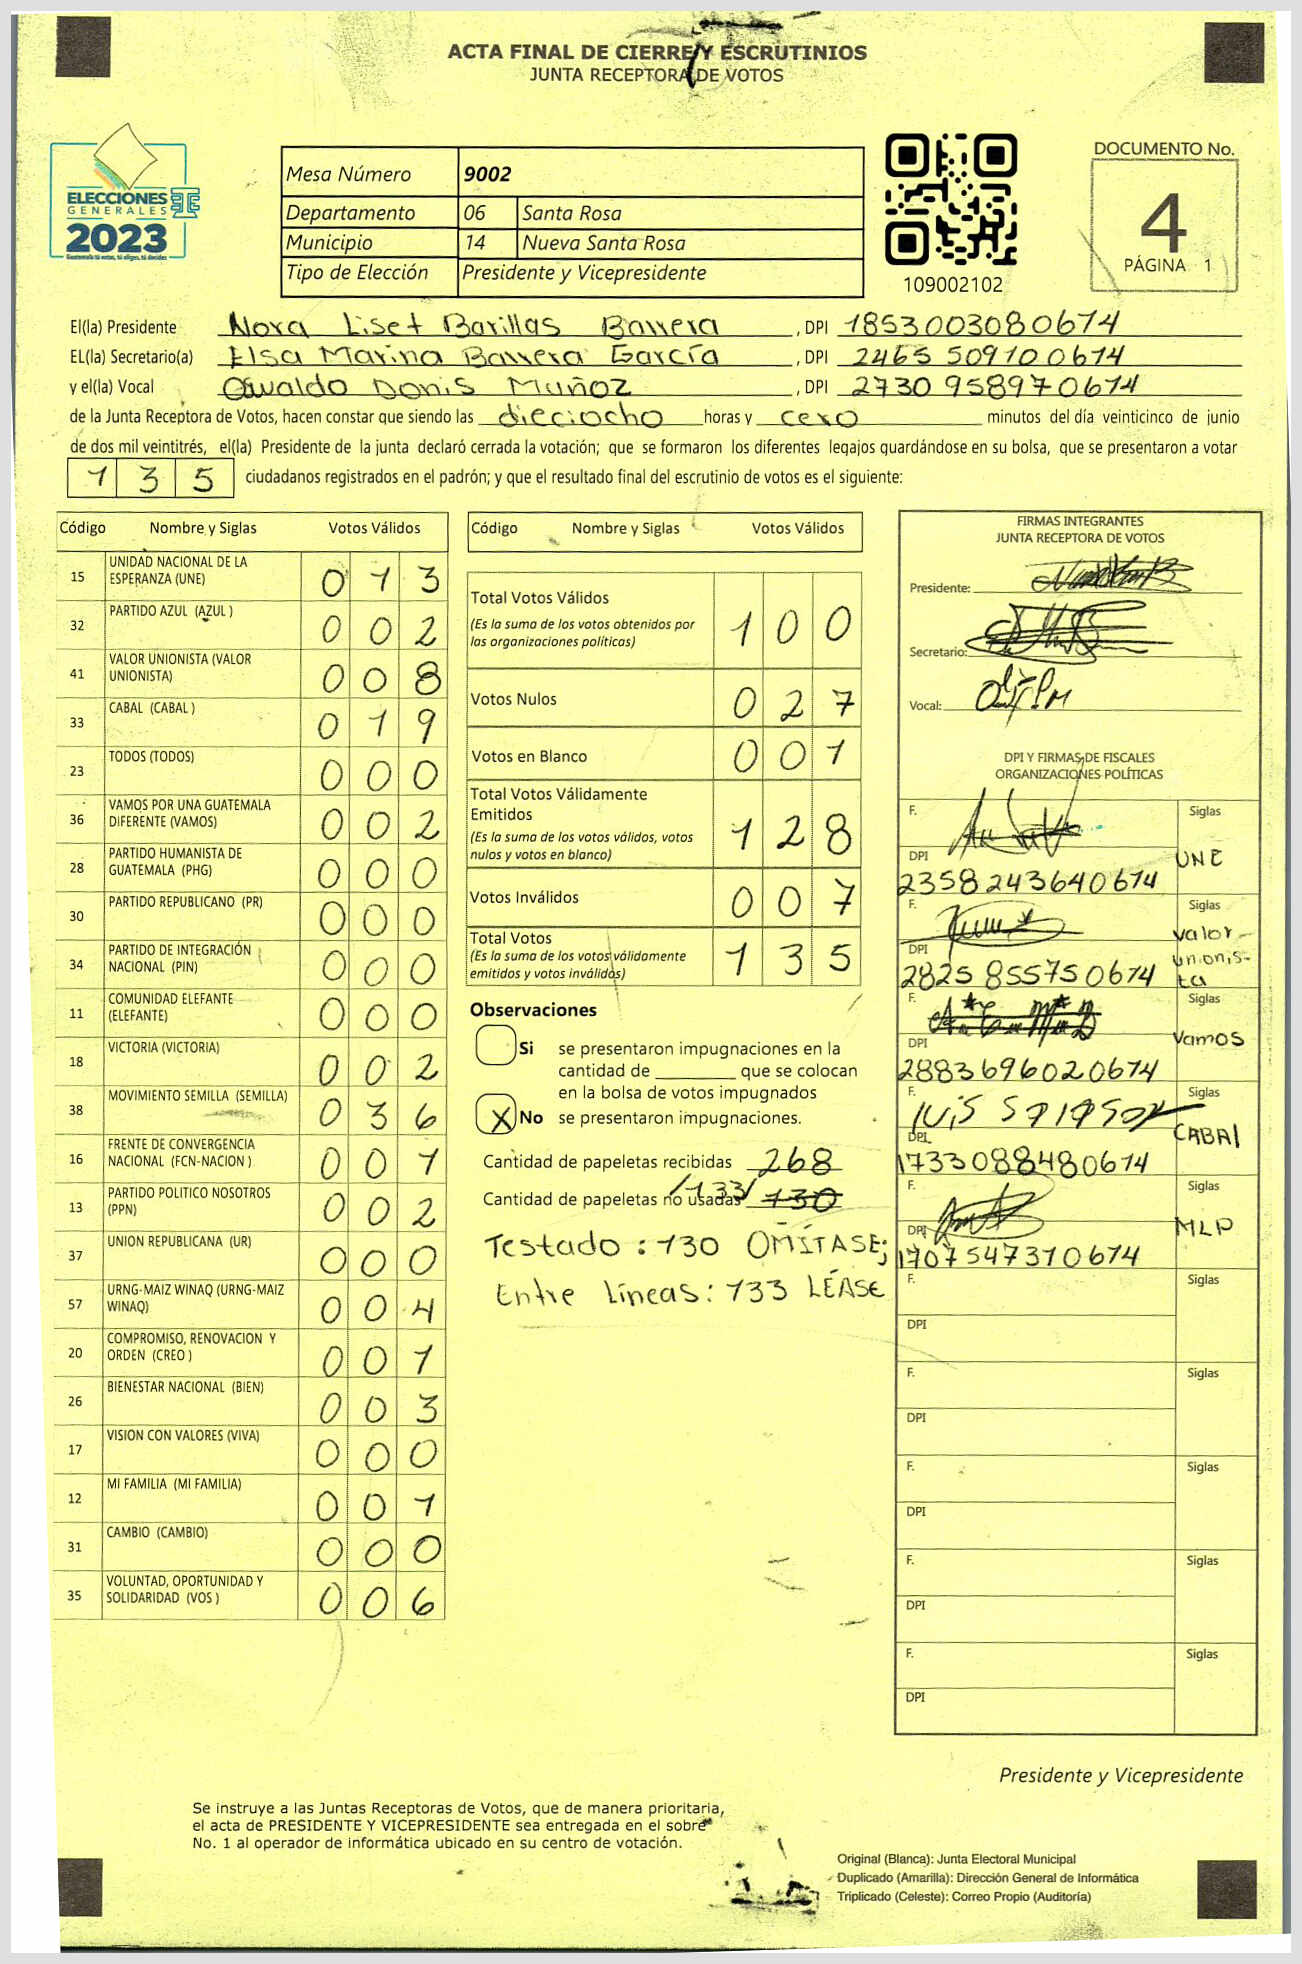 ACTA FINAL DE CIERRE Y ESCRUTINIOS
JUNTA RECEPTORA DE VOTOS
ELECCIONES
GENERALES
2023
Guatemala tú votas, tú eliges, tú decides
Mesa Número 9002
Departamento 06 Santa Rosa
Municipio 14 Nueva Santa Rosa
Tipo de Elección Presidente y Vicepresidente
109002102
DOCUMENTO No.
4
PÁGINA 1
El(la) Presidente Nora Liset Barillas Barrera, DPI 1853003080674
EL(la) Secretario(a) Elsa Marina Barrera García, DPI 2465 50910 0674
y el(la) Vocal Oswaldo Donis Muñoz, DPI 2730 95897 0674
de la Junta Receptora de Votos, hacen constar que siendo las dieciocho horas y cero minutos del día veinticinco de junio
de dos mil veintitrés, el(la) Presidente de la junta declaró cerrada la votación; que se formaron los diferentes legajos guardándose en su bolsa, que se presentaron a votar
135 ciudadanos registrados en el padrón; y que el resultado final del escrutinio de votos es el siguiente:
Código Nombre y Siglas Votos Válidos
15 UNIDAD NACIONAL DE LA ESPERANZA (UNE) 0 1 3
32 PARTIDO AZUL (AZUL ) 0 0 2
41 VALOR UNIONISTA (VALOR UNIONISTA) 0 0 8
33 CABAL (CABAL ) 0 1 9
23 TODOS (TODOS) 0 0 0
36 VAMOS POR UNA GUATEMALA DIFERENTE (VAMOS) 0 0 2
28 PARTIDO HUMANISTA DE GUATEMALA (PHG) 0 0 0
30 PARTIDO REPUBLICANO (PR) 0 0 0
34 PARTIDO DE INTEGRACIÓN NACIONAL (PIN) 0 0 0
11 COMUNIDAD ELEFANTE (ELEFANTE) 0 0 0
18 VICTORIA (VICTORIA) 0 0 2
38 MOVIMIENTO SEMILLA (SEMILLA) 0 3 6
16 FRENTE DE CONVERGENCIA NACIONAL (FCN-NACION ) 0 0 1
13 PARTIDO POLITICO NOSOTROS (PPN) 0 0 2
37 UNION REPUBLICANA (UR) 0 0 0
57 URNG-MAIZ WINAQ (URNG-MAIZ WINAQ) 0 0 4
20 COMPROMISO, RENOVACION Y ORDEN (CREO ) 0 0 1
26 BIENESTAR NACIONAL (BIEN) 0 0 3
17 VISION CON VALORES (VIVA) 0 0 0
12 MI FAMILIA (MI FAMILIA) 0 0 1
31 CAMBIO (CAMBIO) 0 0 0
35 VOLUNTAD, OPORTUNIDAD Y SOLIDARIDAD (VOS ) 0 0 6
Código Nombre y Siglas Votos Válidos
Total Votos Válidos 1 0 0
(Es la suma de los votos obtenidos por
las organizaciones políticas)
Votos Nulos 0 2 7
Votos en Blanco 0 0 1
Total Votos Válidamente
Emitidos 1 2 8
(Es la suma de los votos válidos, votos
nulos y votos en blanco)
Votos Inválidos 0 0 7
Total Votos 1 3 5
(Es la suma de los votos válidamente
emitidos y votos inválidos)
Observaciones
Si se presentaron impugnaciones en la
cantidad de ________ que se colocan
en la bolsa de votos impugnados
X No se presentaron impugnaciones.
Cantidad de papeletas recibidas 268
Cantidad de papeletas no usadas /133/ 130
Testado: 130 OMÍTASE;
Entre líneas: 133 LÉASE
FIRMAS INTEGRANTES
JUNTA RECEPTORA DE VOTOS
Presidente:
Secretario:
Vocal:
DPI Y FIRMAS DE FISCALES
ORGANIZACIONES POLÍTICAS
F. Siglas
DPI UNE
2358 24364 0674
F. Siglas
DPI Valor unionis-ta
2825 85575 0674
F. Siglas
DPI Vamos
2883696020674
F. Siglas
DPI CABAl
1733088480674
F. Siglas
DPI MLP
1707547310674
F. Siglas
DPI
F. Siglas
DPI
F. Siglas
DPI
F. Siglas
DPI
F. Siglas
DPI
Presidente y Vicepresidente
Se instruye a las Juntas Receptoras de Votos, que de manera prioritaria,
el acta de PRESIDENTE Y VICEPRESIDENTE sea entregada en el sobre
No. 1 al operador de informática ubicado en su centro de votación.
Original (Blanca): Junta Electoral Municipal
Duplicado (Amarilla): Dirección General de Informática
Triplicado (Celeste): Correo Propio (Auditoría)